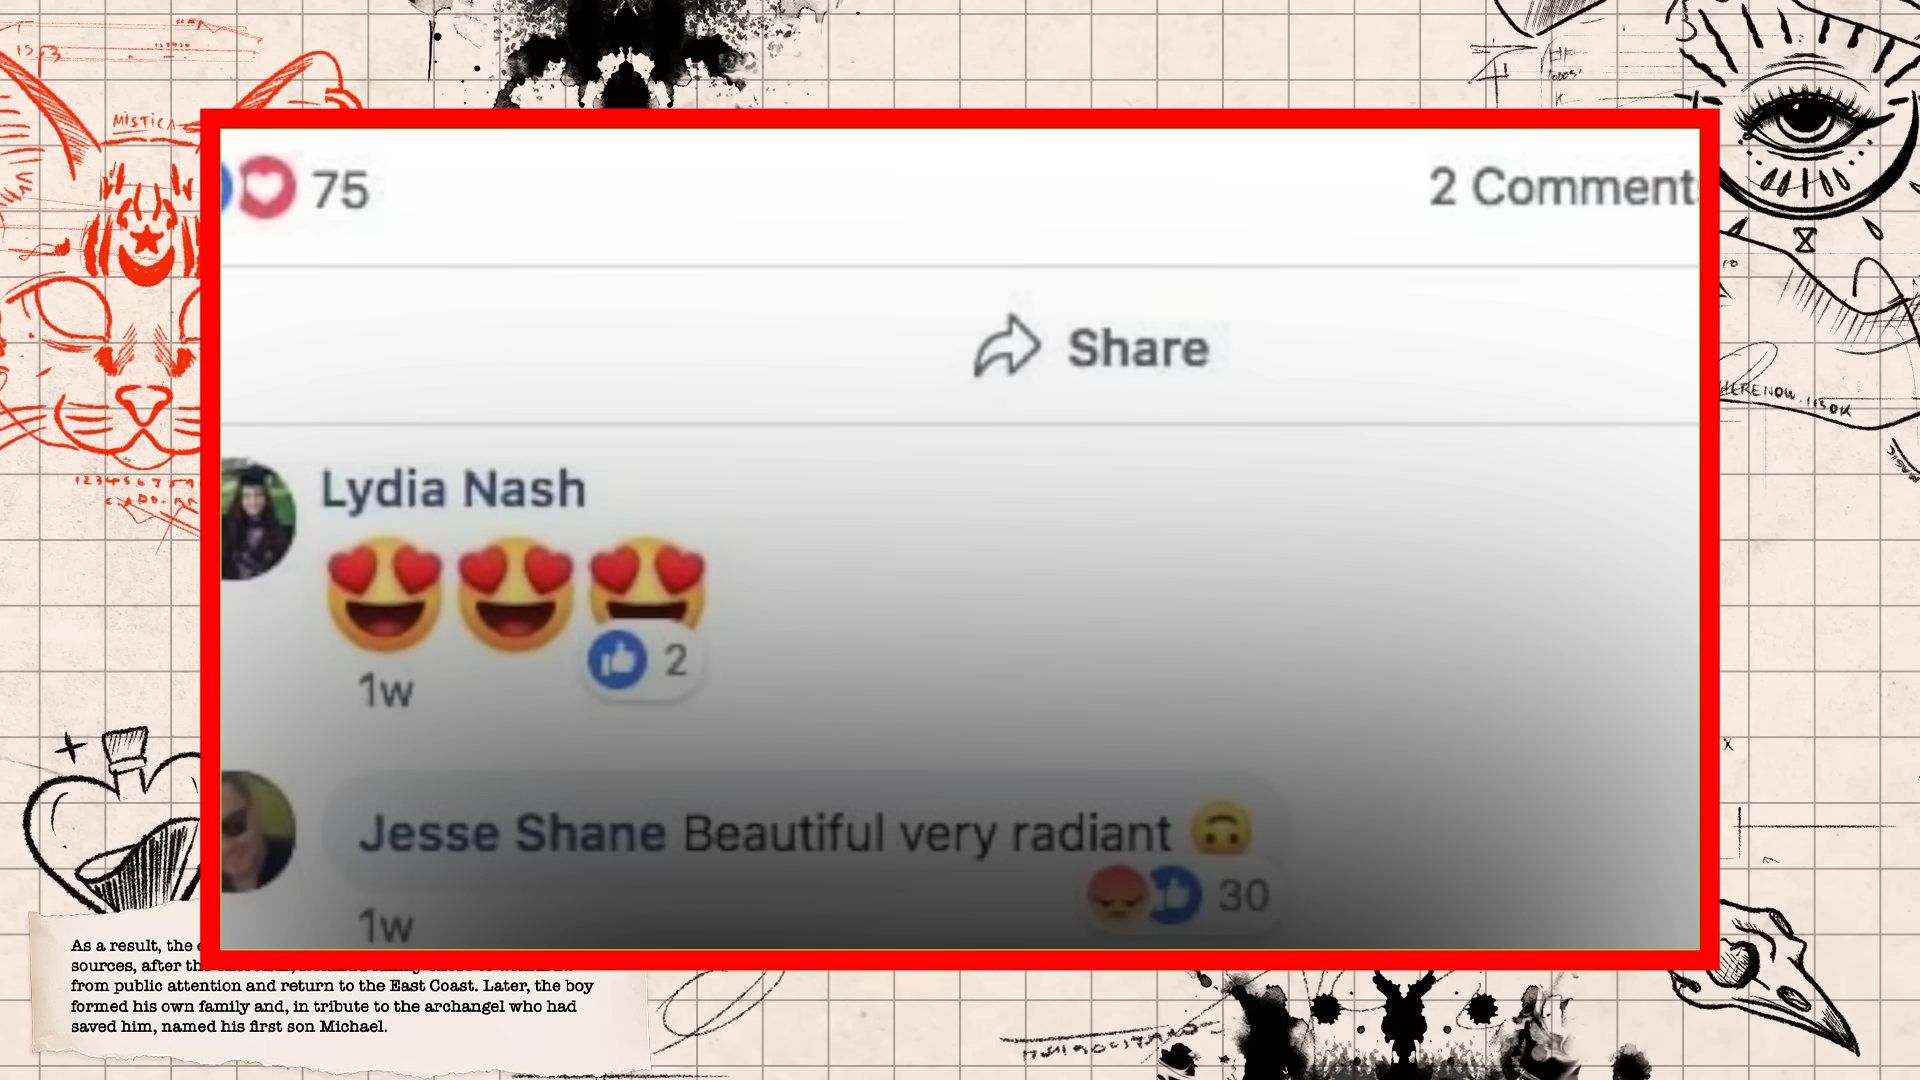 MISTICA
75
2 Comment
Share
Lydia Nash
2
1w
Jesse Shane Beautiful very radiant 🙃
30
1w
As a result, the
sources, after
from public attention and return to the East Coast. Later, the boy
formed his own family and, in tribute to the archangel who had
saved him, named his first son Michael.